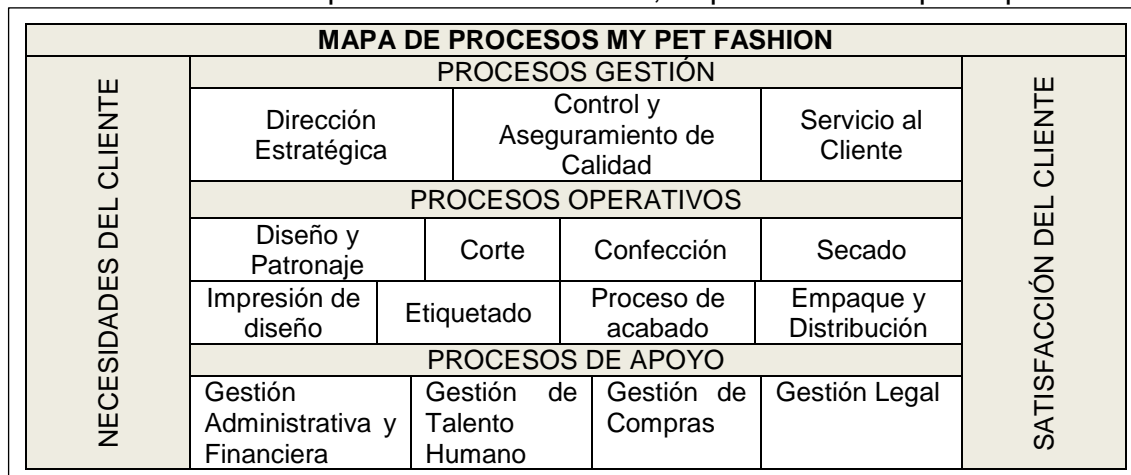 MAPA DE PROCESOS MY PET FASHION
NECESIDADES DEL CLIENTE
PROCESOS GESTIÓN
Dirección
Estratégica
Control y
Aseguramiento de
Calidad
Servicio al
Cliente
PROCESOS OPERATIVOS
Diseño y
Patronaje
Corte
Confección
Secado
Impresión de
diseño
Etiquetado
Proceso de
acabado
Empaque y
Distribución
PROCESOS DE APOYO
Gestión
Administrativa y
Financiera
Gestión de
Talento
Humano
Gestión de
Compras
Gestión Legal
SATISFACCIÓN DEL CLIENTE